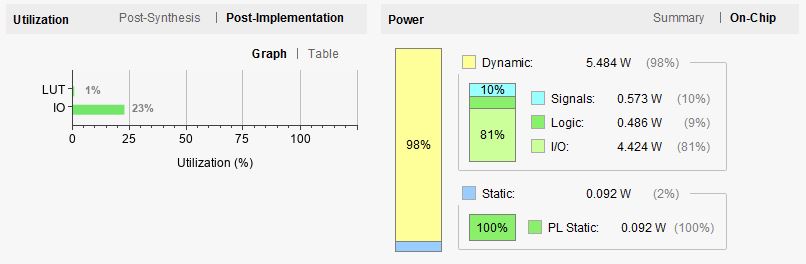 Utilization Post-Synthesis | Post-Implementation
Graph | Table
LUT 1%
IO 23%
0 25 50 75 100
Utilization (%)
Power Summary | On-Chip
98%
Dynamic: 5.484 W (98%)
10%
81%
Signals: 0.573 W (10%)
Logic: 0.486 W (9%)
I/O: 4.424 W (81%)
Static: 0.092 W (2%)
100%
PL Static: 0.092 W (100%)